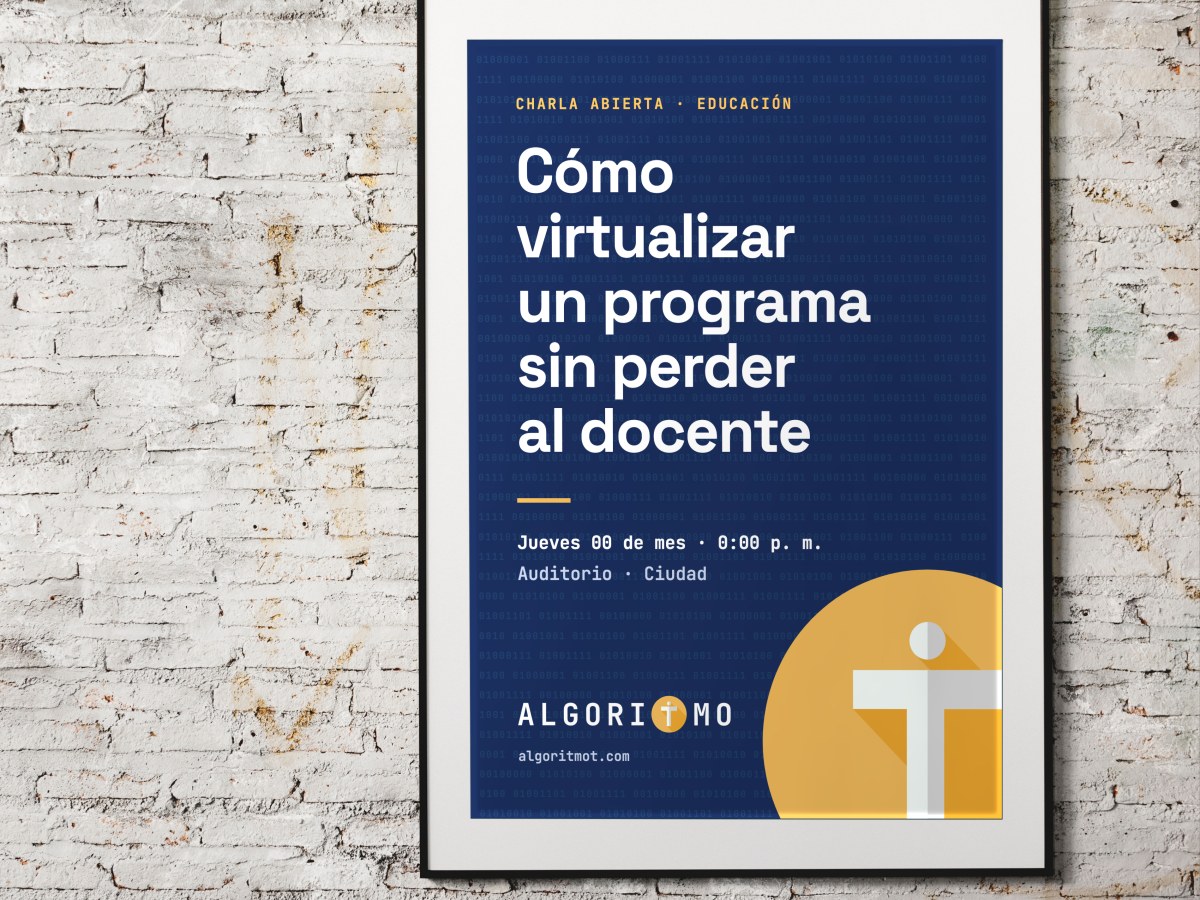 CHARLA ABIERTA · EDUCACIÓN
Cómo
virtualizar
un programa
sin perder
al docente
Jueves 00 de mes · 0:00 p. m.
Auditorio · Ciudad
ALGORITMO
algoritmot.com